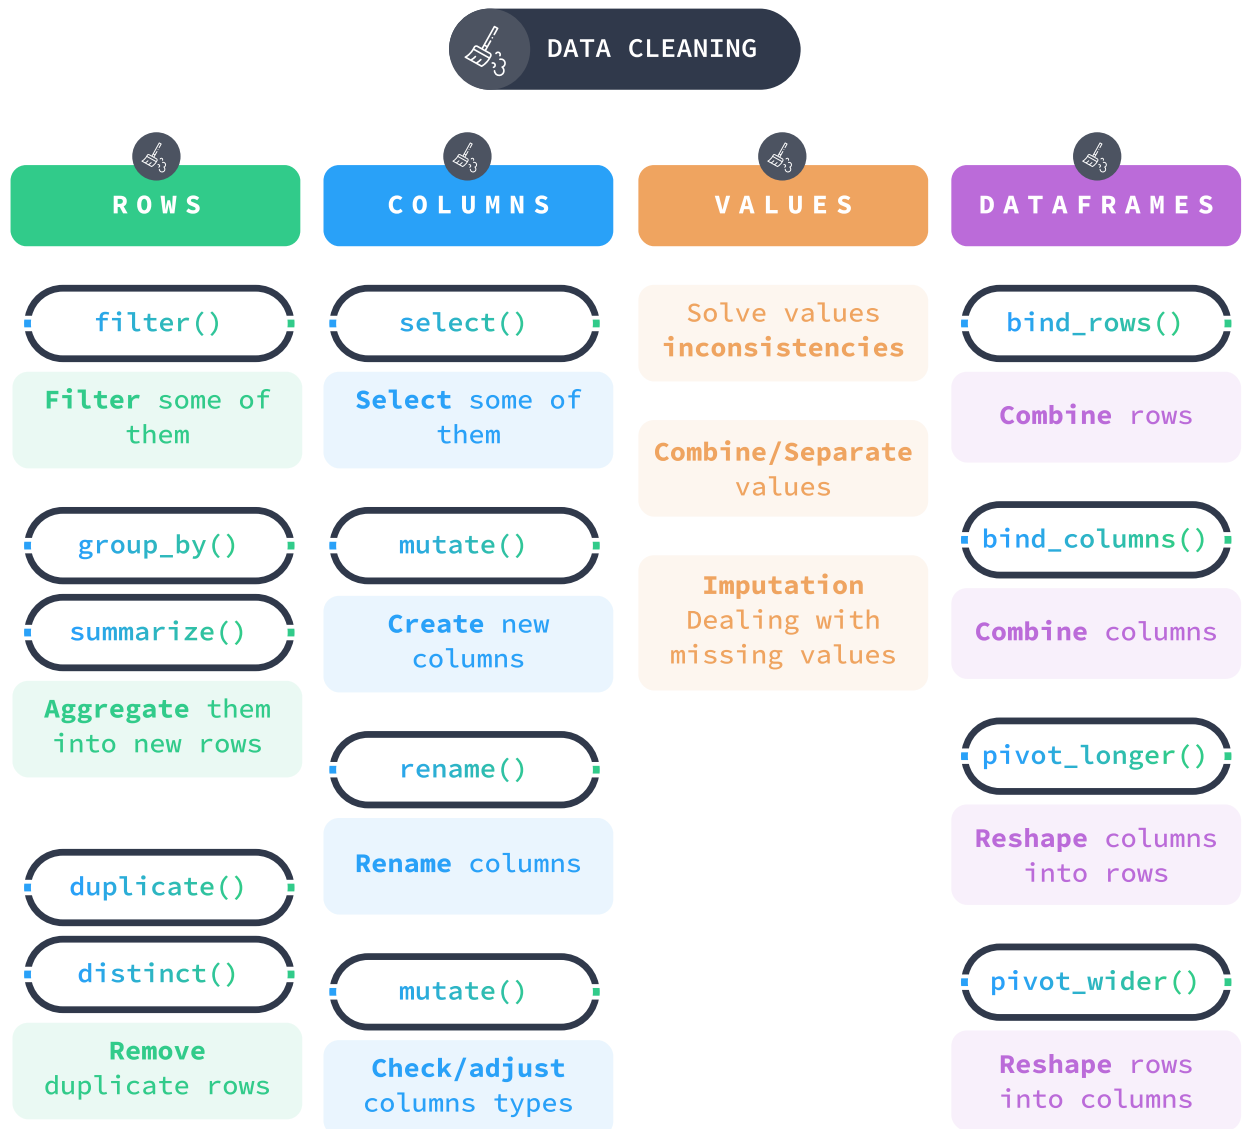 DATA CLEANING
ROWS
filter()
Filter some of
them
group_by()
summarize()
Aggregate them
into new rows
duplicate()
distinct()
Remove
duplicate rows
COLUMNS
select()
Select some of
them
mutate()
Create new
columns
rename()
Rename columns
mutate()
Check/adjust
columns types
VALUES
Solve values
inconsistencies
Combine/Separate
values
Imputation
Dealing with
missing values
DATAFRAMES
bind_rows()
Combine rows
bind_columns()
Combine columns
pivot_longer()
Reshape columns
into rows
pivot_wider()
Reshape rows
into columns